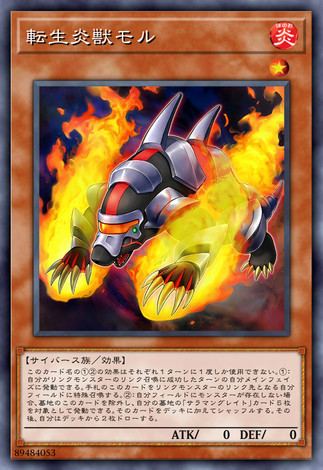 転生炎獣モル
ほのお
炎
【サイバース族／効果】
このカード名の①②の効果はそれぞれ１ターンに１度しか使用できない。①：
自分がリンクモンスターのリンク召喚に成功したターンの自分メインフェイ
ズに発動できる。手札のこのカードをリンクモンスターのリンク先となる自分
フィールドに特殊召喚する。②：自分フィールドにモンスターが存在しない場
合、墓地のこのカードを除外し、自分の墓地の「サラマングレイト」カード５枚
を対象として発動できる。そのカードをデッキに加えてシャッフルする。その
後、自分はデッキから２枚ドローする。
ATK/ 0 DEF/ 0
89484053